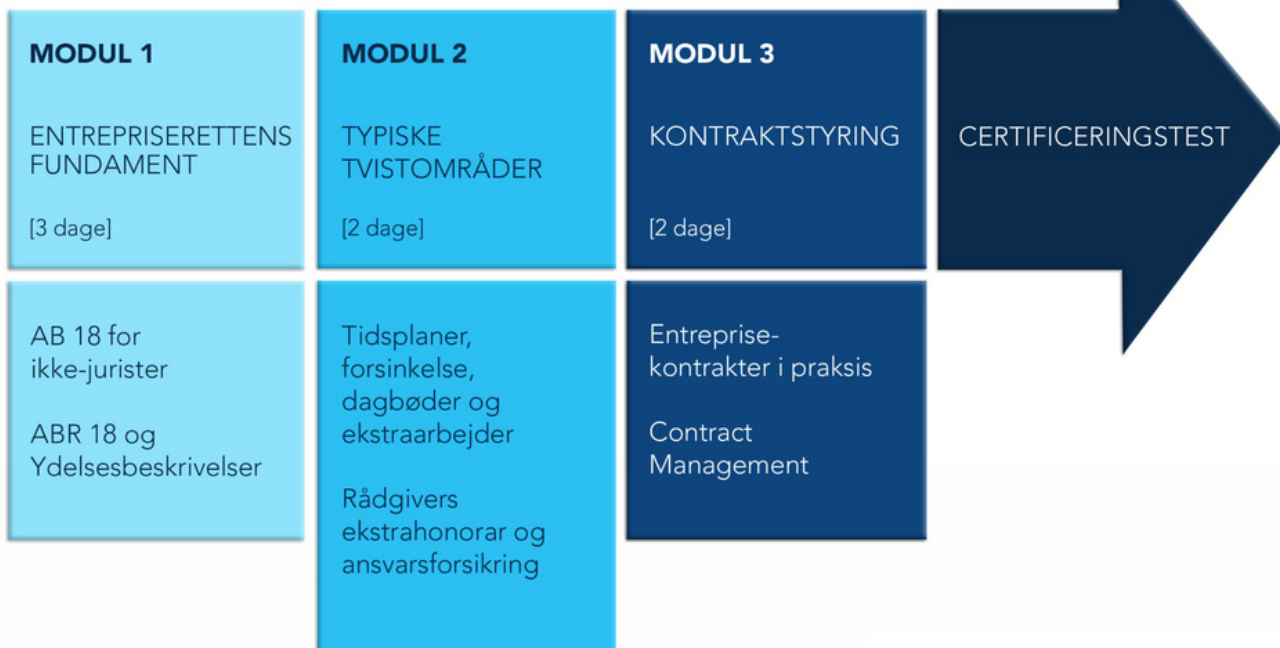 MODUL 1
ENTREPRISERETTENS
FUNDAMENT
[3 dage]
AB 18 for
ikke-jurister
ABR 18 og
Ydelsesbeskrivelser
MODUL 2
TYPISKE
TVISTOMRÅDER
[2 dage]
Tidsplaner,
forsinkelse,
dagbøder og
ekstraarbejder
Rådgivers
ekstrahonorar og
ansvarsforsikring
MODUL 3
KONTRAKTSTYRING
[2 dage]
Entreprise-
kontrakter i praksis
Contract
Management
CERTIFICERINGSTEST